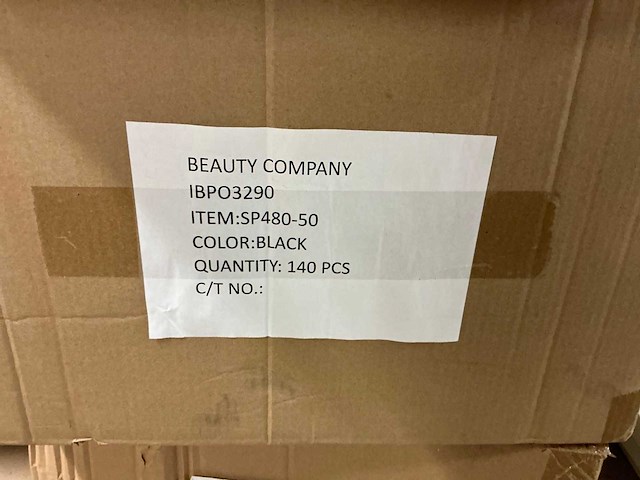 BEAUTY COMPANY
IBPO3290
ITEM:SP480-50
COLOR:BLACK
QUANTITY: 140 PCS
C/T NO.: